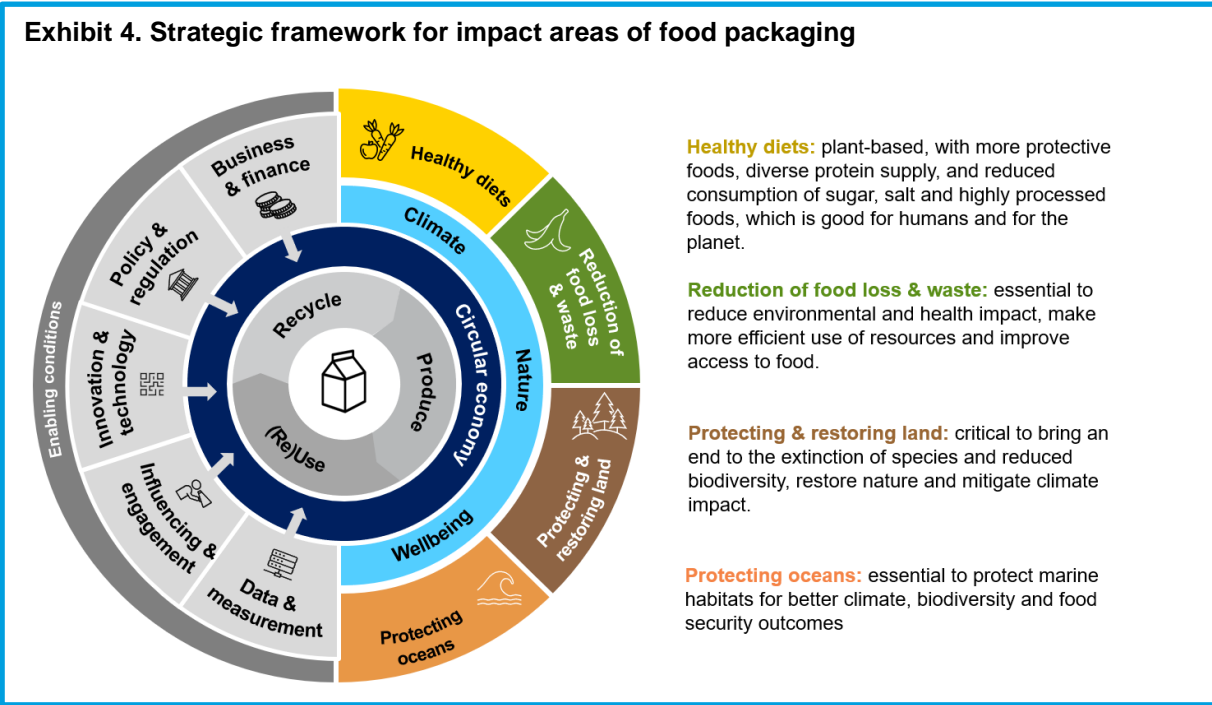 Exhibit 4. Strategic framework for impact areas of food packaging
Enabling conditions
Business
& finance
Policy &
regulation
Innovation &
technology
Influencing &
engagement
Data &
measurement
Healthy diets
Reduction of
food loss
& waste
Protecting &
restoring land
Protecting
oceans
Climate
Nature
Wellbeing
Circular economy
Recycle
Produce
(Re)Use
Healthy diets: plant-based, with more protective
foods, diverse protein supply, and reduced
consumption of sugar, salt and highly processed
foods, which is good for humans and for the
planet.
Reduction of food loss & waste: essential to
reduce environmental and health impact, make
more efficient use of resources and improve
access to food.
Protecting & restoring land: critical to bring an
end to the extinction of species and reduced
biodiversity, restore nature and mitigate climate
impact.
Protecting oceans: essential to protect marine
habitats for better climate, biodiversity and food
security outcomes